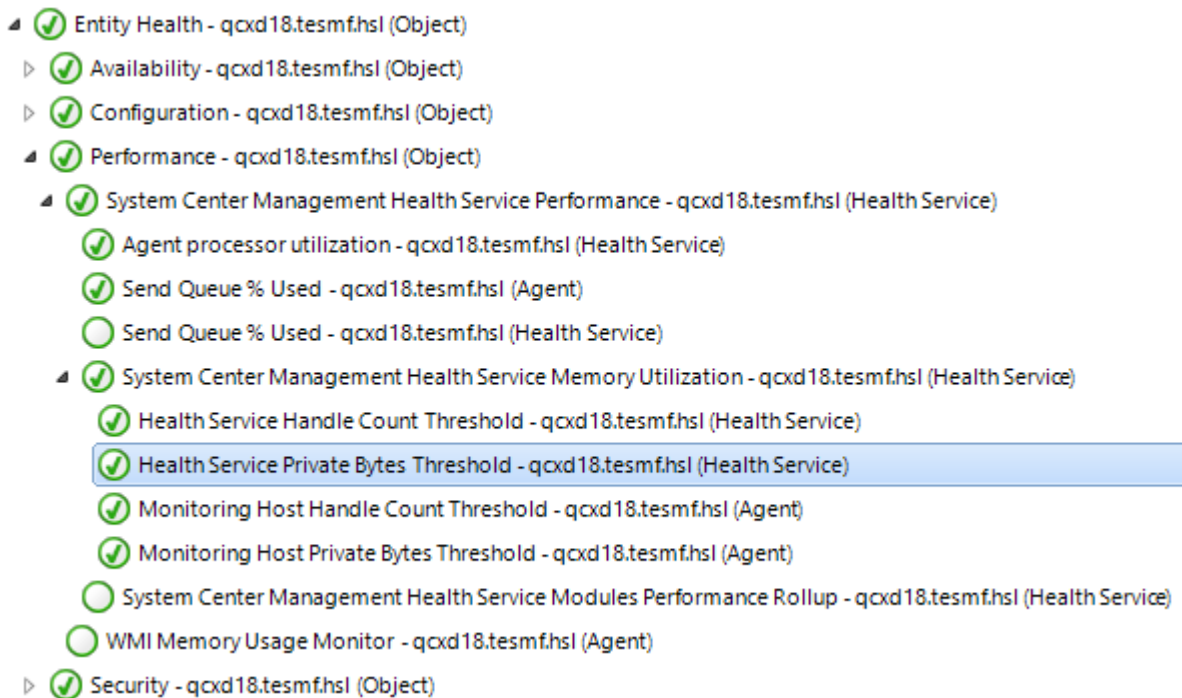 Entity Health - qcxd18.tesmf.hsl (Object)
Availability - qcxd18.tesmf.hsl (Object)
Configuration - qcxd18.tesmf.hsl (Object)
Performance - qcxd18.tesmf.hsl (Object)
System Center Management Health Service Performance - qcxd18.tesmf.hsl (Health Service)
Agent processor utilization - qcxd18.tesmf.hsl (Health Service)
Send Queue % Used - qcxd18.tesmf.hsl (Agent)
Send Queue % Used - qcxd18.tesmf.hsl (Health Service)
System Center Management Health Service Memory Utilization - qcxd18.tesmf.hsl (Health Service)
Health Service Handle Count Threshold - qcxd18.tesmf.hsl (Health Service)
Health Service Private Bytes Threshold - qcxd18.tesmf.hsl (Health Service)
Monitoring Host Handle Count Threshold - qcxd18.tesmf.hsl (Agent)
Monitoring Host Private Bytes Threshold - qcxd18.tesmf.hsl (Agent)
System Center Management Health Service Modules Performance Rollup - qcxd18.tesmf.hsl (Health Service)
WMI Memory Usage Monitor - qcxd18.tesmf.hsl (Agent)
Security - qcxd18.tesmf.hsl (Object)